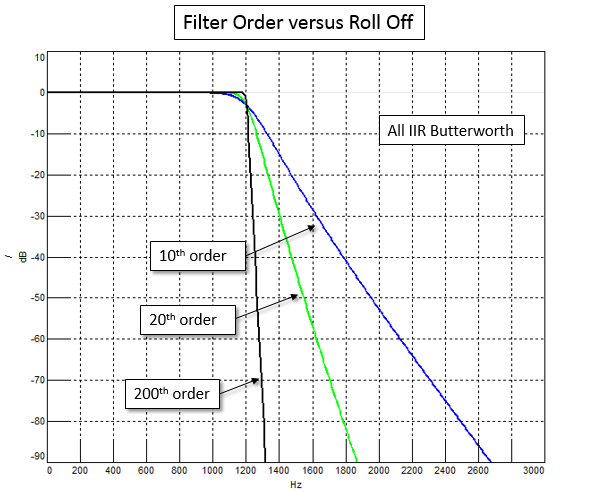 Filter Order versus Roll Off
10
0
-10
-20
-30
-40
-50
-60
-70
-80
-90
/
dB
All IIR Butterworth
10th order
20th order
200th order
0 200 400 600 800 1000 1200 1400 1600 1800 2000 2200 2400 2600 3000
Hz